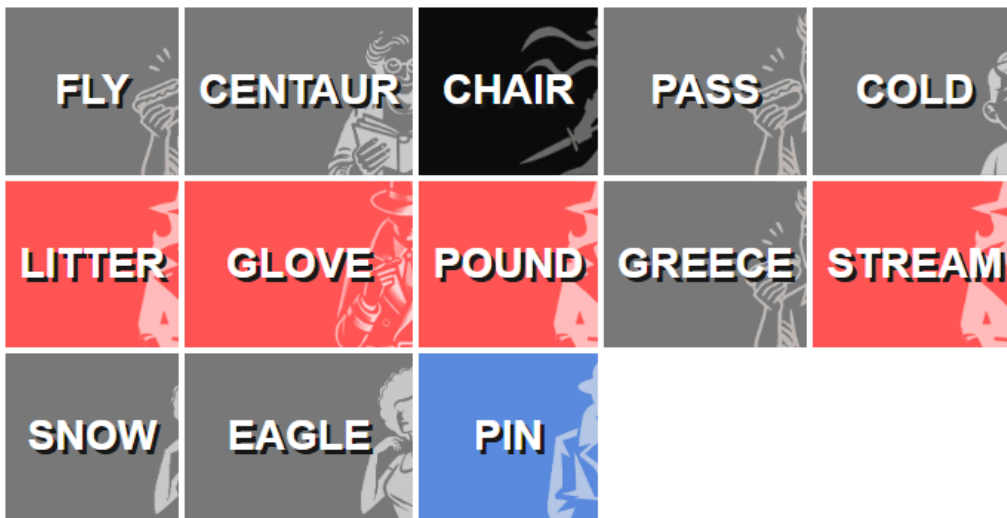 FLY CENTAUR CHAIR PASS COLD
LITTER GLOVE POUND GREECE STREAM
SNOW EAGLE PIN